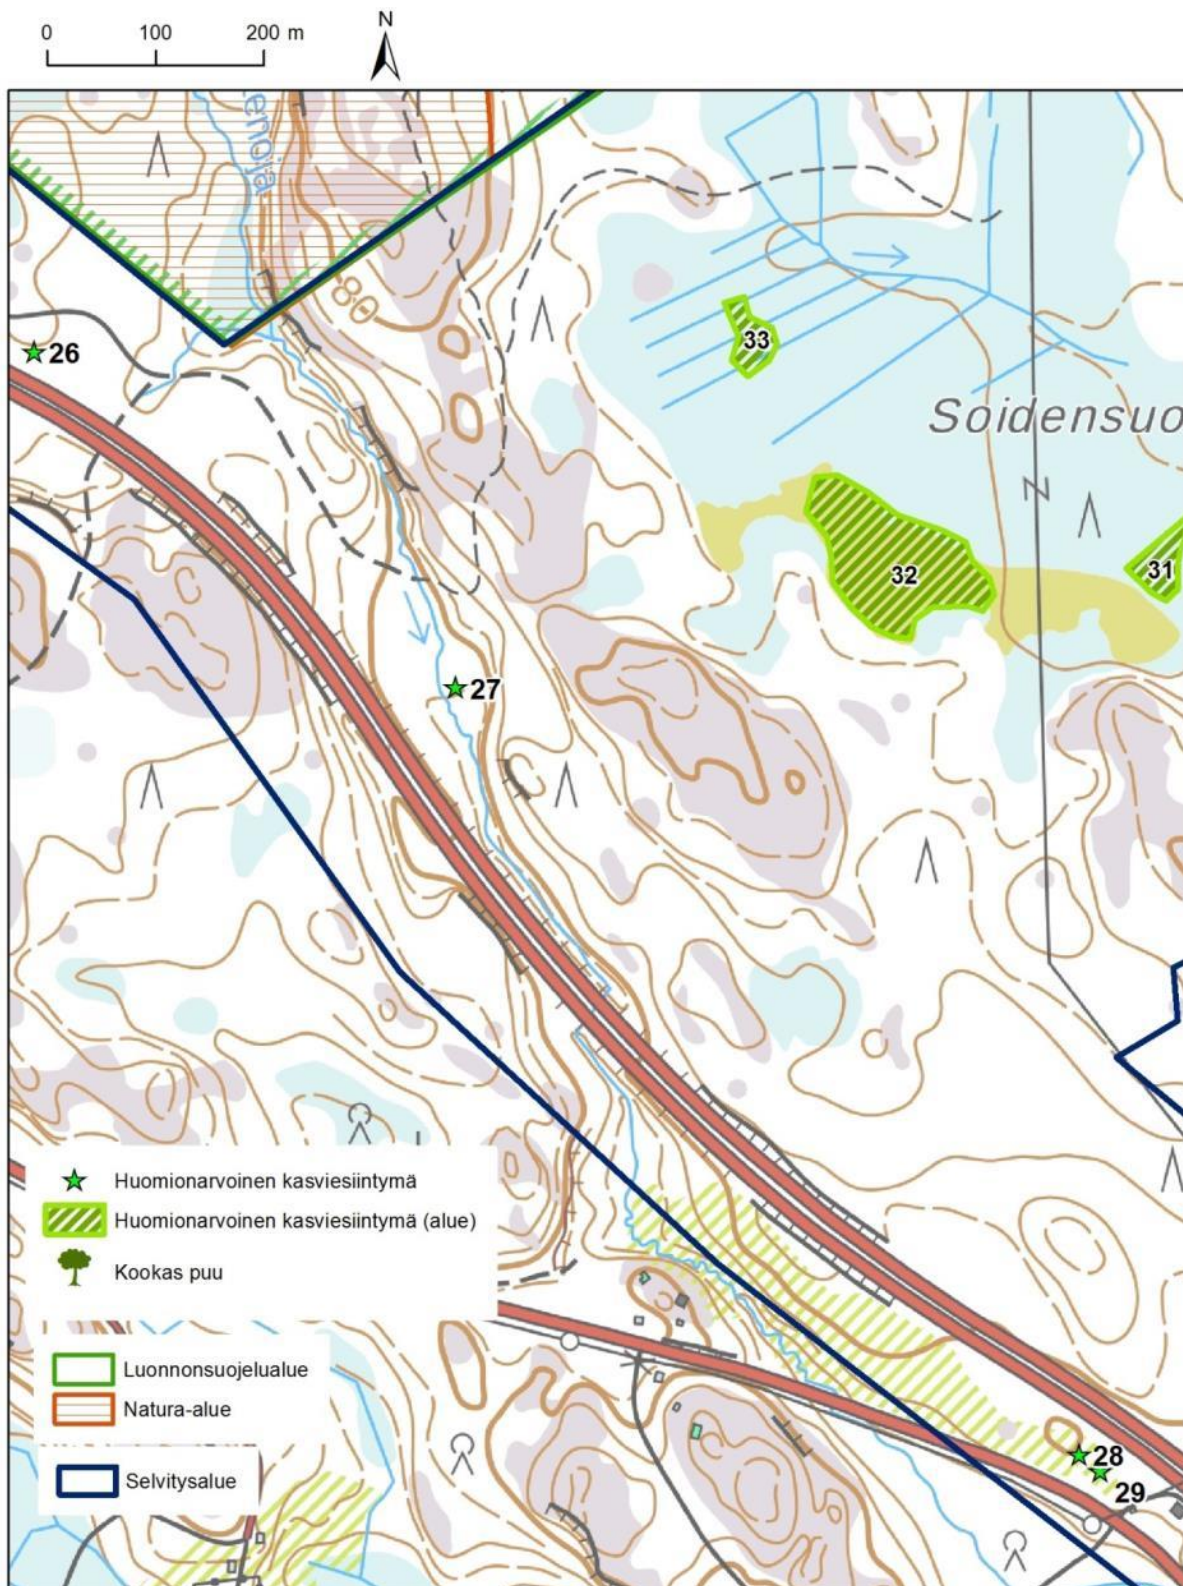 0 100 200 m
N
enoja
80
26
33
Soidensuo
32
31
27
Huomionarvoinen kasviesiintymä
Huomionarvoinen kasviesiintymä (alue)
Kookas puu
Luonnonsuojelualue
Natura-alue
Selvitysalue
28
29